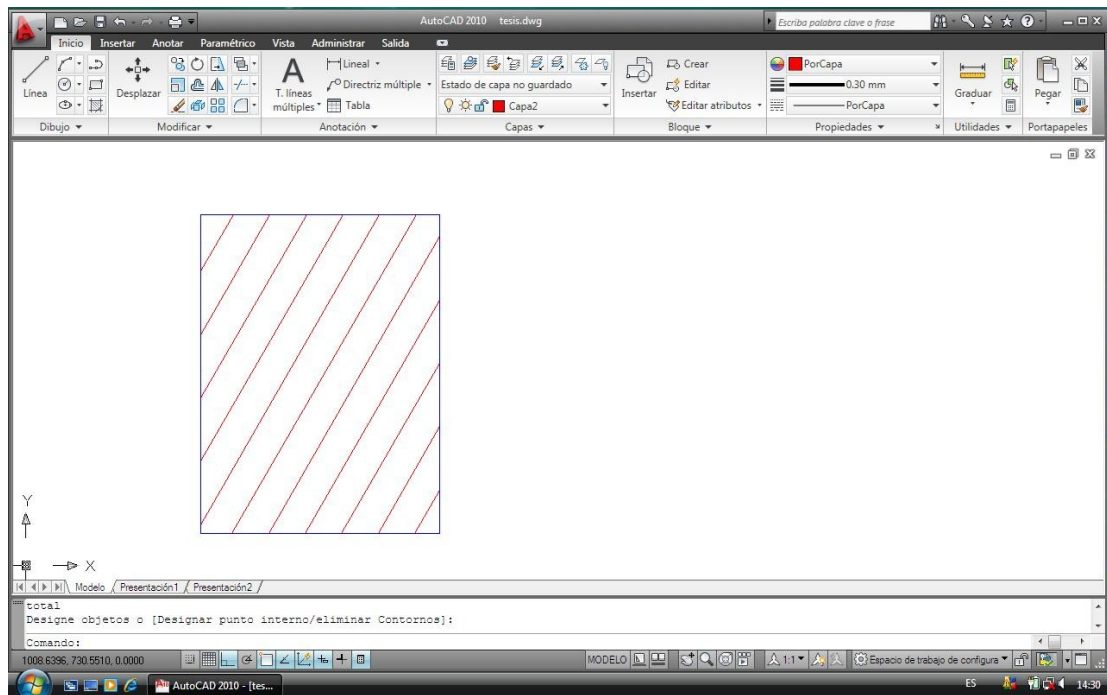 AutoCAD 2010 tesis.dwg
Escriba palabra clave o frase
Inicio Insertar Anotar Paramétrico Vista Administrar Salida
Línea
Desplazar
A
T. líneas
múltiples
Lineal
Directriz múltiple
Tabla
Estado de capa no guardado
Capa2
Insertar
Crear
Editar
Editar atributos
PorCapa
0.30 mm
PorCapa
Graduar
Pegar
Dibujo Modificar Anotación Capas Bloque Propiedades Utilidades Portapapeles
Y
X
Modelo Presentación1 Presentación2
total
Designe objetos o [Designar punto interno/eliminar Contornos]:
Comando:
1008.6396, 730.5510, 0.0000
MODELO
1:1
Espacio de trabajo de configura
AutoCAD 2010 - [tes...
ES
14:30